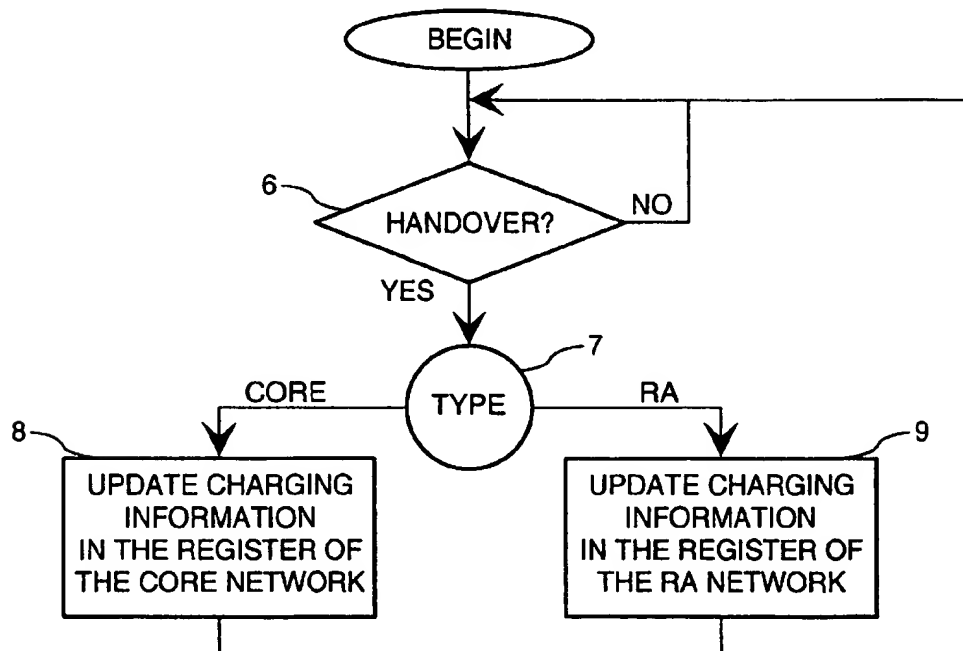 BEGIN
6
HANDOVER?
NO
YES
7
CORE
TYPE
RA
8
9
UPDATE CHARGING
INFORMATION
IN THE REGISTER OF
THE CORE NETWORK
UPDATE CHARGING
INFORMATION
IN THE REGISTER OF
THE RA NETWORK